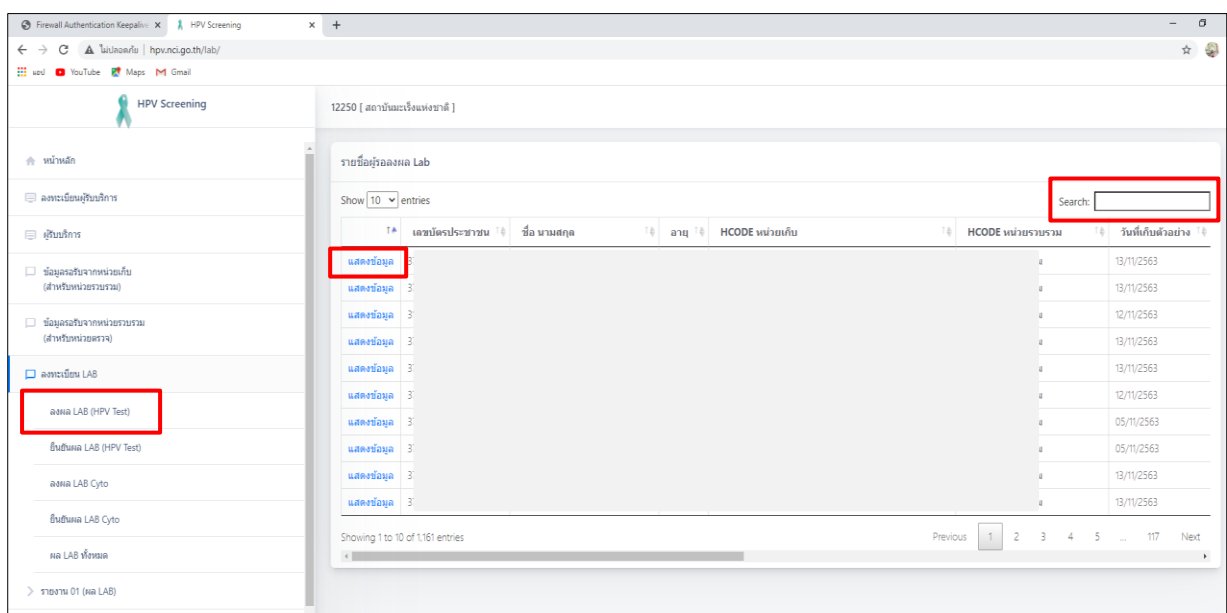 Firewall Authentication Keepaliv x HPV Screening x +
ไม่ปลอดภัย | hpv.nci.go.th/lab/
แอป YouTube Maps Gmail
HPV Screening
12250 [ สถาบันมะเร็งแห่งชาติ ]
หน้าหลัก
ลงทะเบียนผู้รับบริการ
ผู้รับบริการ
ข้อมูลรอรับจากหน่วยเก็บ
(สำหรับหน่วยรวบรวม)
ข้อมูลรอรับจากหน่วยรวบรวม
(สำหรับหน่วยตรวจ)
ลงทะเบียน LAB
ลงผล LAB (HPV Test)
ยืนยันผล LAB (HPV Test)
ลงผล LAB Cyto
ยืนยันผล LAB Cyto
ผล LAB ทั้งหมด
รายงาน 01 (ผล LAB)
รายชื่อผู้รอลงผล Lab
Show 10 entries
Search:
เลขบัตรประชาชน ชื่อ นามสกุล อายุ HCODE หน่วยเก็บ HCODE หน่วยรวบรวม วันที่เก็บตัวอย่าง
แสดงข้อมูล 3 13/11/2563
แสดงข้อมูล 3 13/11/2563
แสดงข้อมูล 3 12/11/2563
แสดงข้อมูล 3 13/11/2563
แสดงข้อมูล 3 13/11/2563
แสดงข้อมูล 3 12/11/2563
แสดงข้อมูล 3 05/11/2563
แสดงข้อมูล 3 05/11/2563
แสดงข้อมูล 3 13/11/2563
แสดงข้อมูล 3 13/11/2563
Showing 1 to 10 of 1,161 entries
Previous 1 2 3 4 5 ... 117 Next